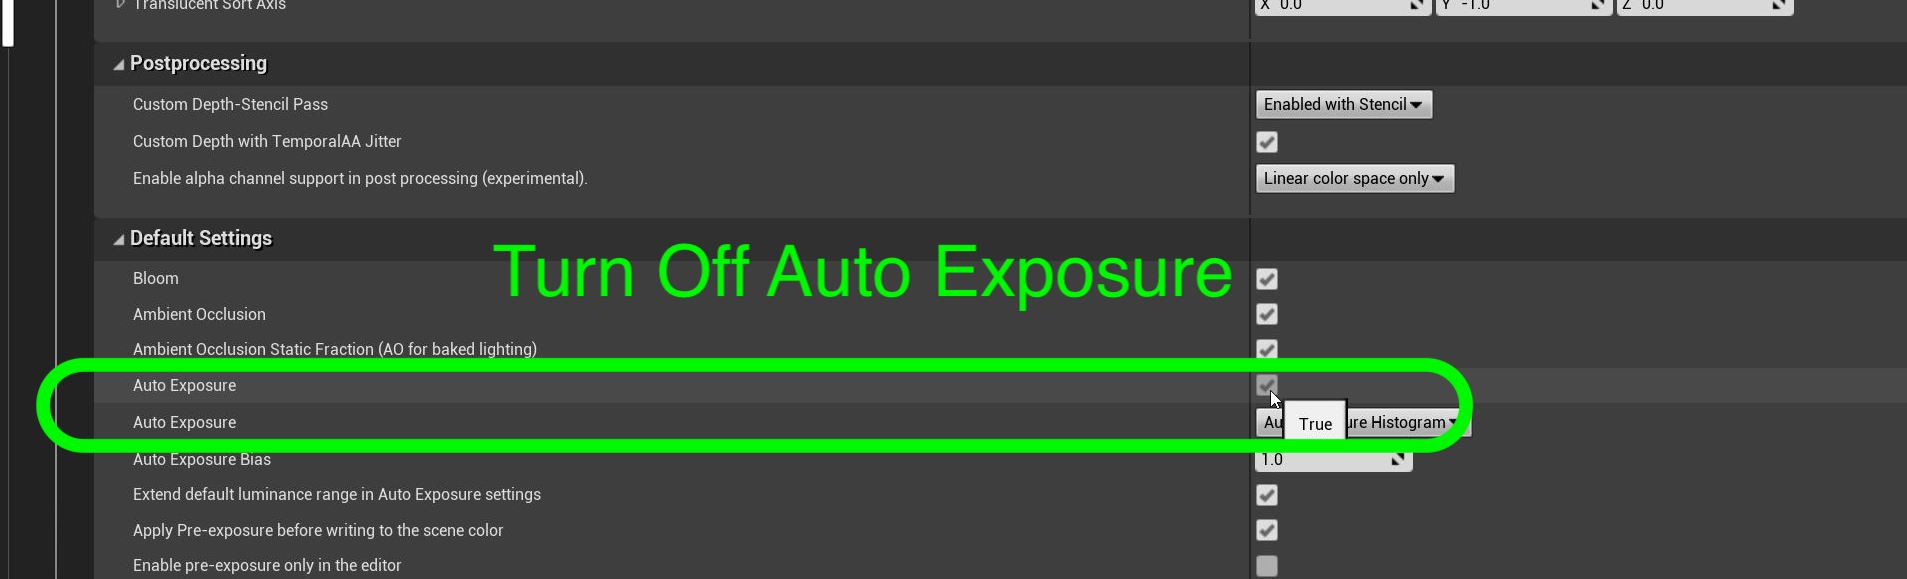 Translucent Sort Axis X 0.0 Y -1.0 Z 0.0
Postprocessing
Custom Depth-Stencil Pass Enabled with Stencil
Custom Depth with TemporalAA Jitter
Enable alpha channel support in post processing (experimental). Linear color space only
Default Settings
Turn Off Auto Exposure
Bloom
Ambient Occlusion
Ambient Occlusion Static Fraction (AO for baked lighting)
Auto Exposure
Auto Exposure Au True ure Histogram
Auto Exposure Bias 1.0
Extend default luminance range in Auto Exposure settings
Apply Pre-exposure before writing to the scene color
Enable pre-exposure only in the editor